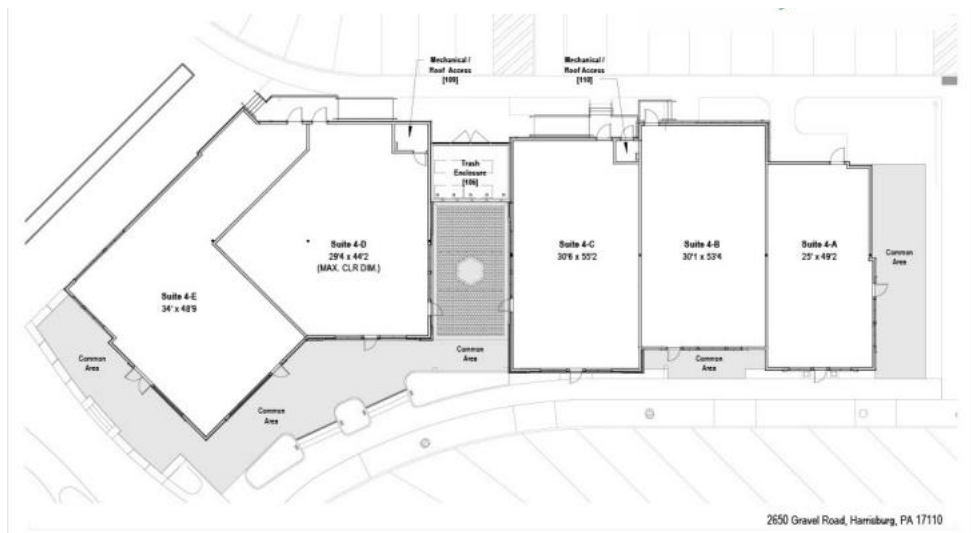 Mechanical /
Roof Access
[109]
Mechanical /
Roof Access
[110]
Trash
Enclosure
[106]
Suite 4-D
29'4 x 44'2
(MAX. CLR DIM.)
Suite 4-C
30'6 x 55'2
Suite 4-B
30'1 x 53'4
Suite 4-A
25' x 49'2
Common
Area
Suite 4-E
34' x 48'9
Common
Area
Common
Area
Common
Area
Common
Area
2650 Gravel Road, Harrisburg, PA 17110